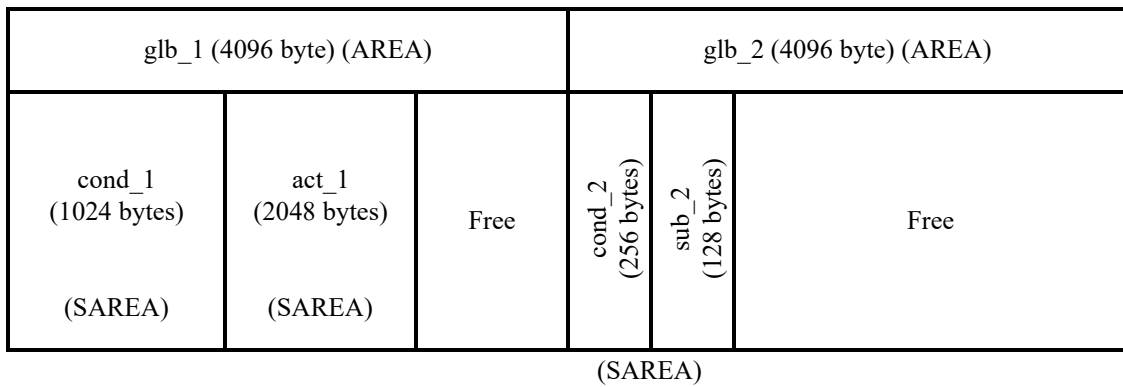 glb_1 (4096 byte) (AREA)
glb_2 (4096 byte) (AREA)
cond_1
(1024 bytes)
(SAREA)
act_1
(2048 bytes)
(SAREA)
Free
cond_2
(256 bytes)
sub_2
(128 bytes)
Free
(SAREA)